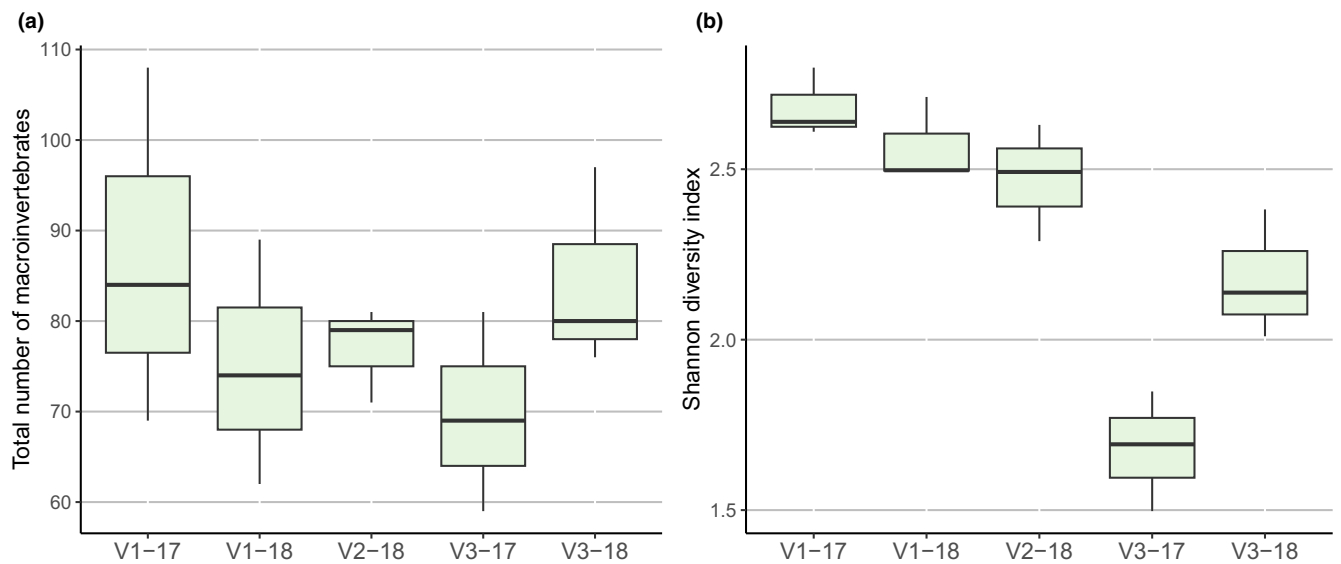 (a)
Total number of macroinvertebrates
110
100
90
80
70
60
V1−17 V1−18 V2−18 V3−17 V3−18
(b)
Shannon diversity index
2.5
2.0
1.5
V1−17 V1−18 V2−18 V3−17 V3−18